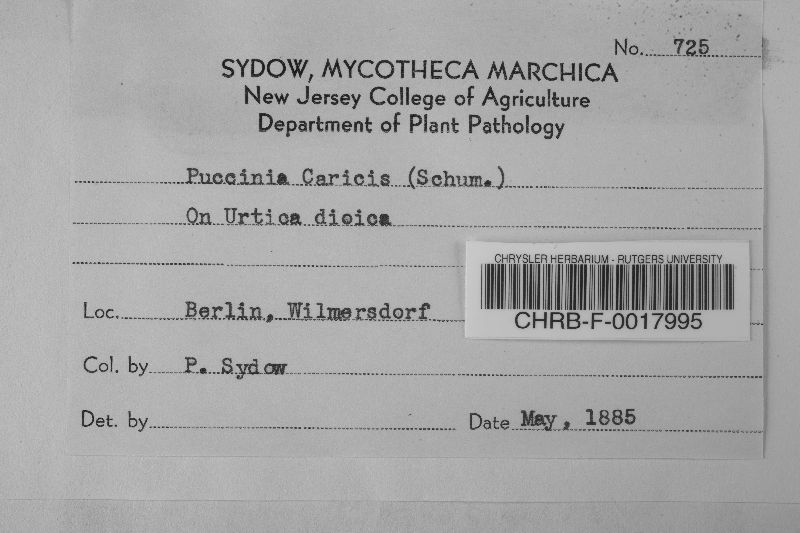 No. 725
SYDOW, MYCOTHECA MARCHICA
New Jersey College of Agriculture
Department of Plant Pathology
Puccinia Caricis (Schum.)
On Urtica dioica
CHRYSLER HERBARIUM - RUTGERS UNIVERSITY
CHRB-F-0017995
Loc. Berlin, Wilmersdorf
Col. by P. Sydow
Det. by
Date May, 1885